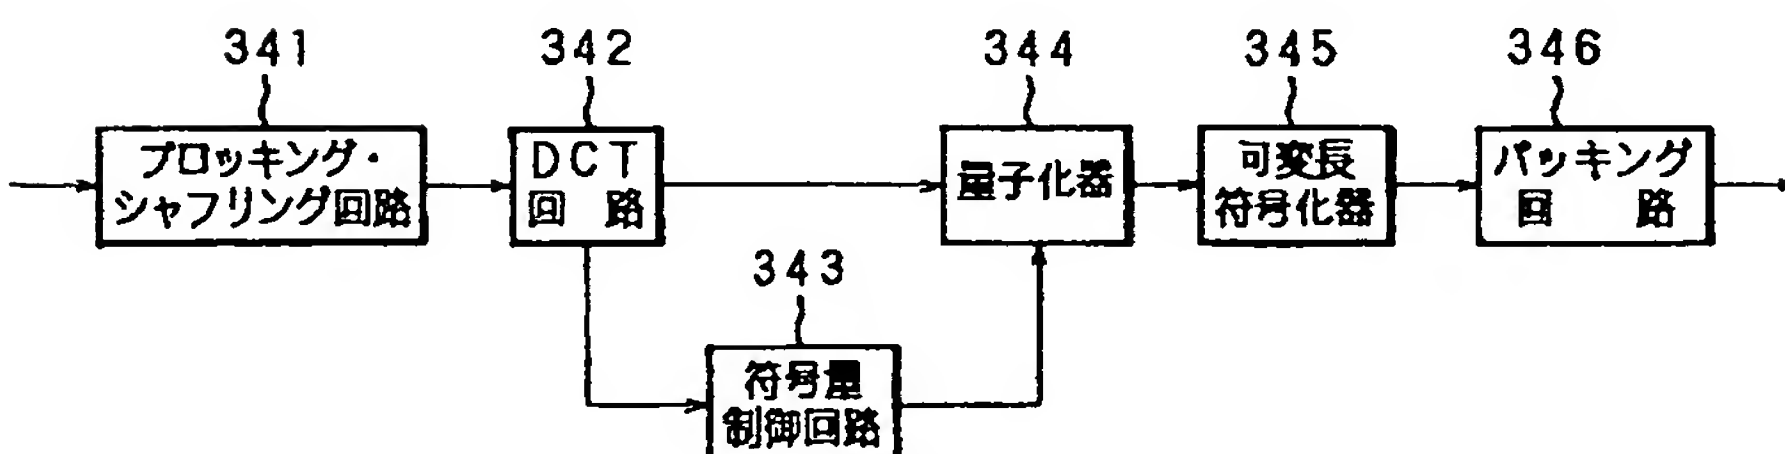 341
342
344
345
346
ブロッキング・
シャフリング回路
DCT
回 路
量子化器
可変長
符号化器
パッキング
回 路
343
符号量
制御回路